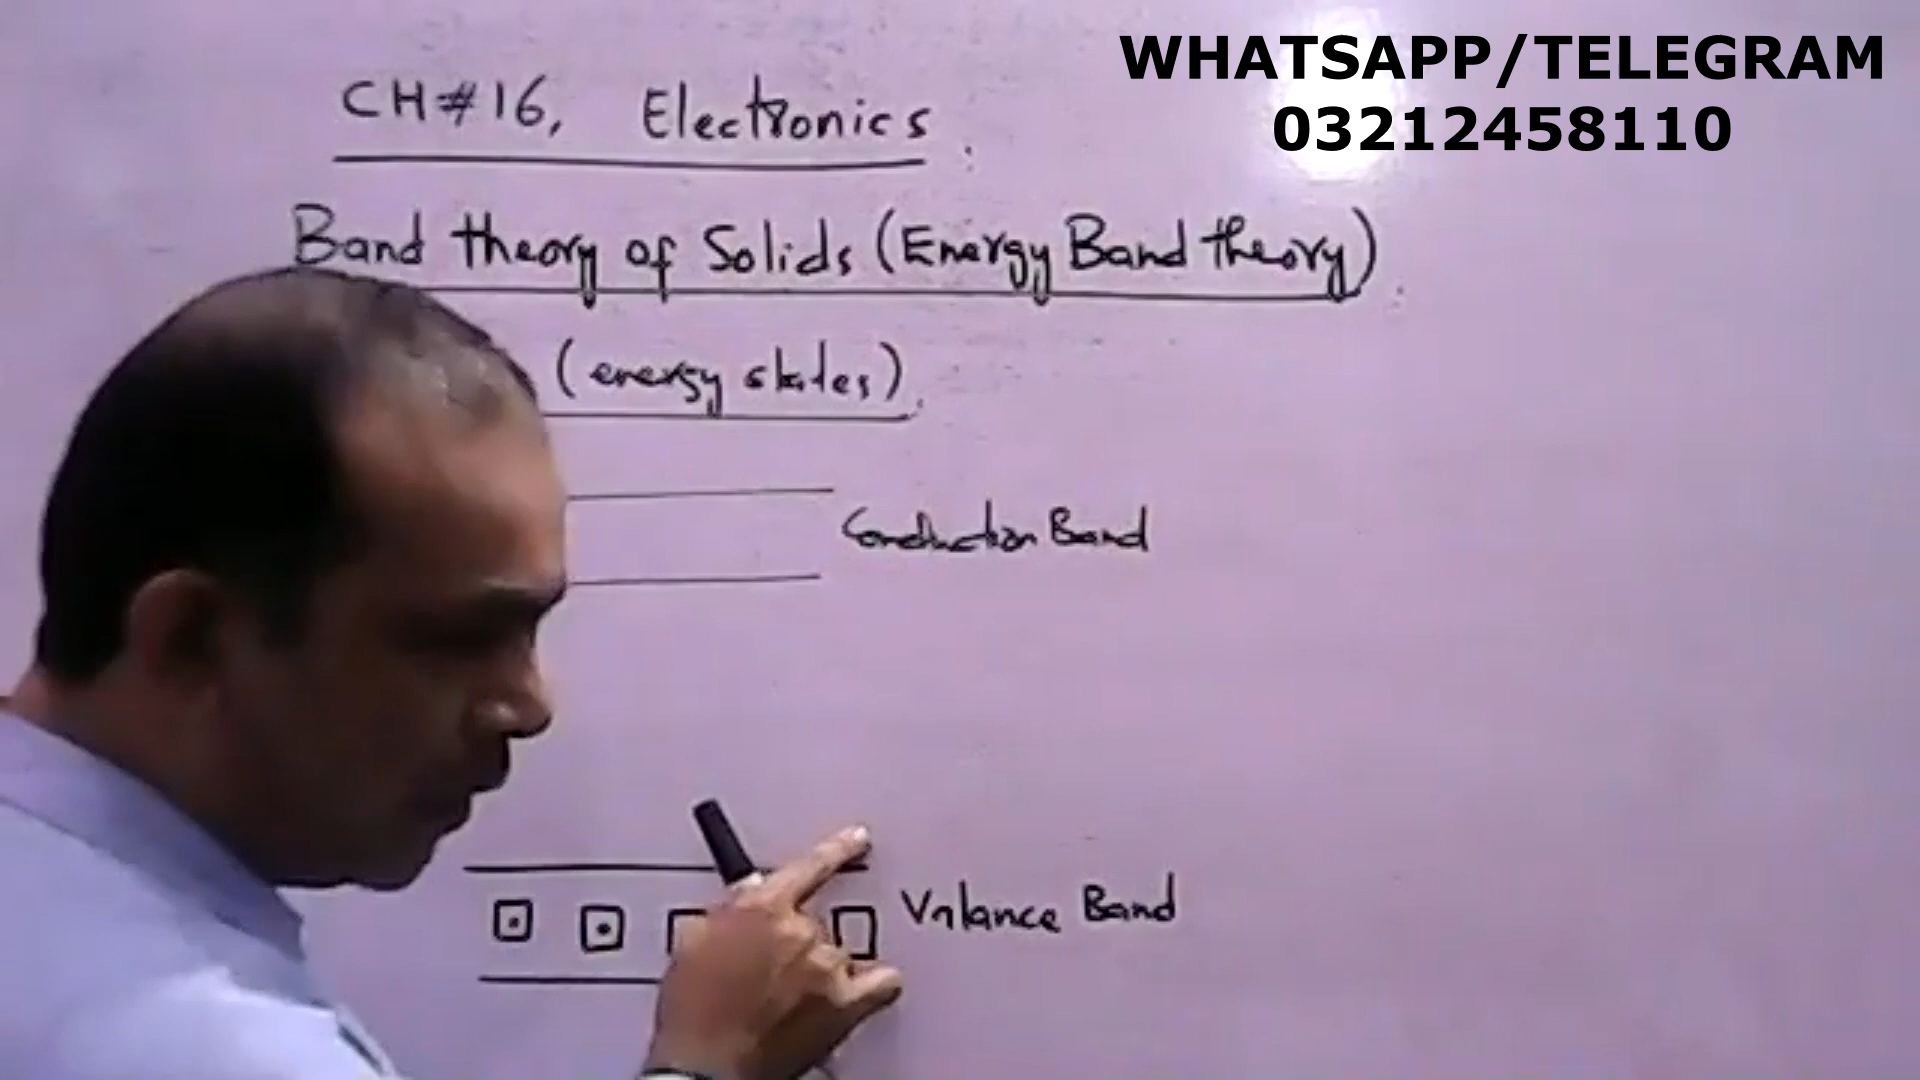 WHATSAPP/TELEGRAM
03212458110
CH#16, Electronics
Band theory of Solids (Energy Band theory)
(energy states)
Conduction Band
Valance Band